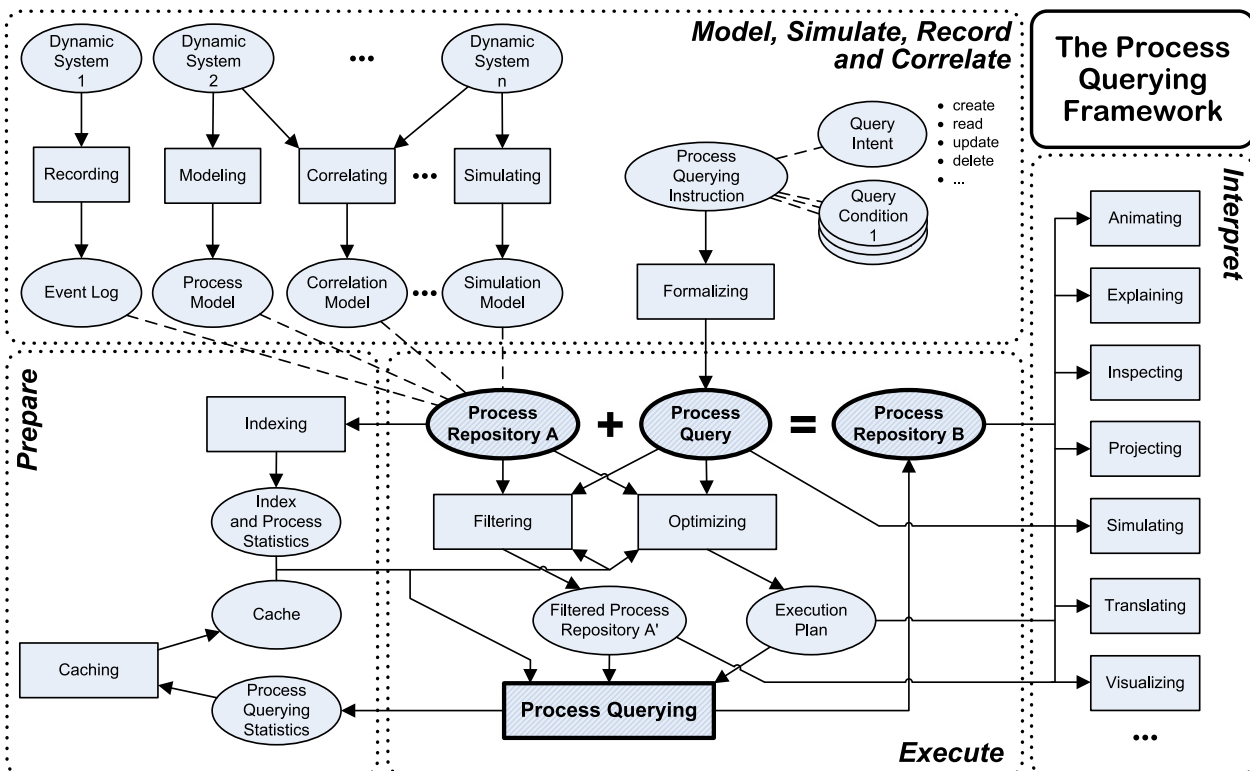 Model, Simulate, Record
and Correlate
The Process
Querying
Framework
Dynamic
System
1
Dynamic
System
2
...
Dynamic
System
n
Recording
Modeling
Correlating
...
Simulating
Event Log
Process
Model
Correlation
Model
...
Simulation
Model
Process
Querying
Instruction
Query
Intent
• create
• read
• update
• delete
• ...
Query
Condition
1
Formalizing
Prepare
Indexing
Index
and Process
Statistics
Cache
Caching
Process
Querying
Statistics
Process
Repository A
+
Process
Query
=
Process
Repository B
Filtering
Optimizing
Filtered Process
Repository A'
Execution
Plan
Process Querying
Execute
Interpret
Animating
Explaining
Inspecting
Projecting
Simulating
Translating
Visualizing
...